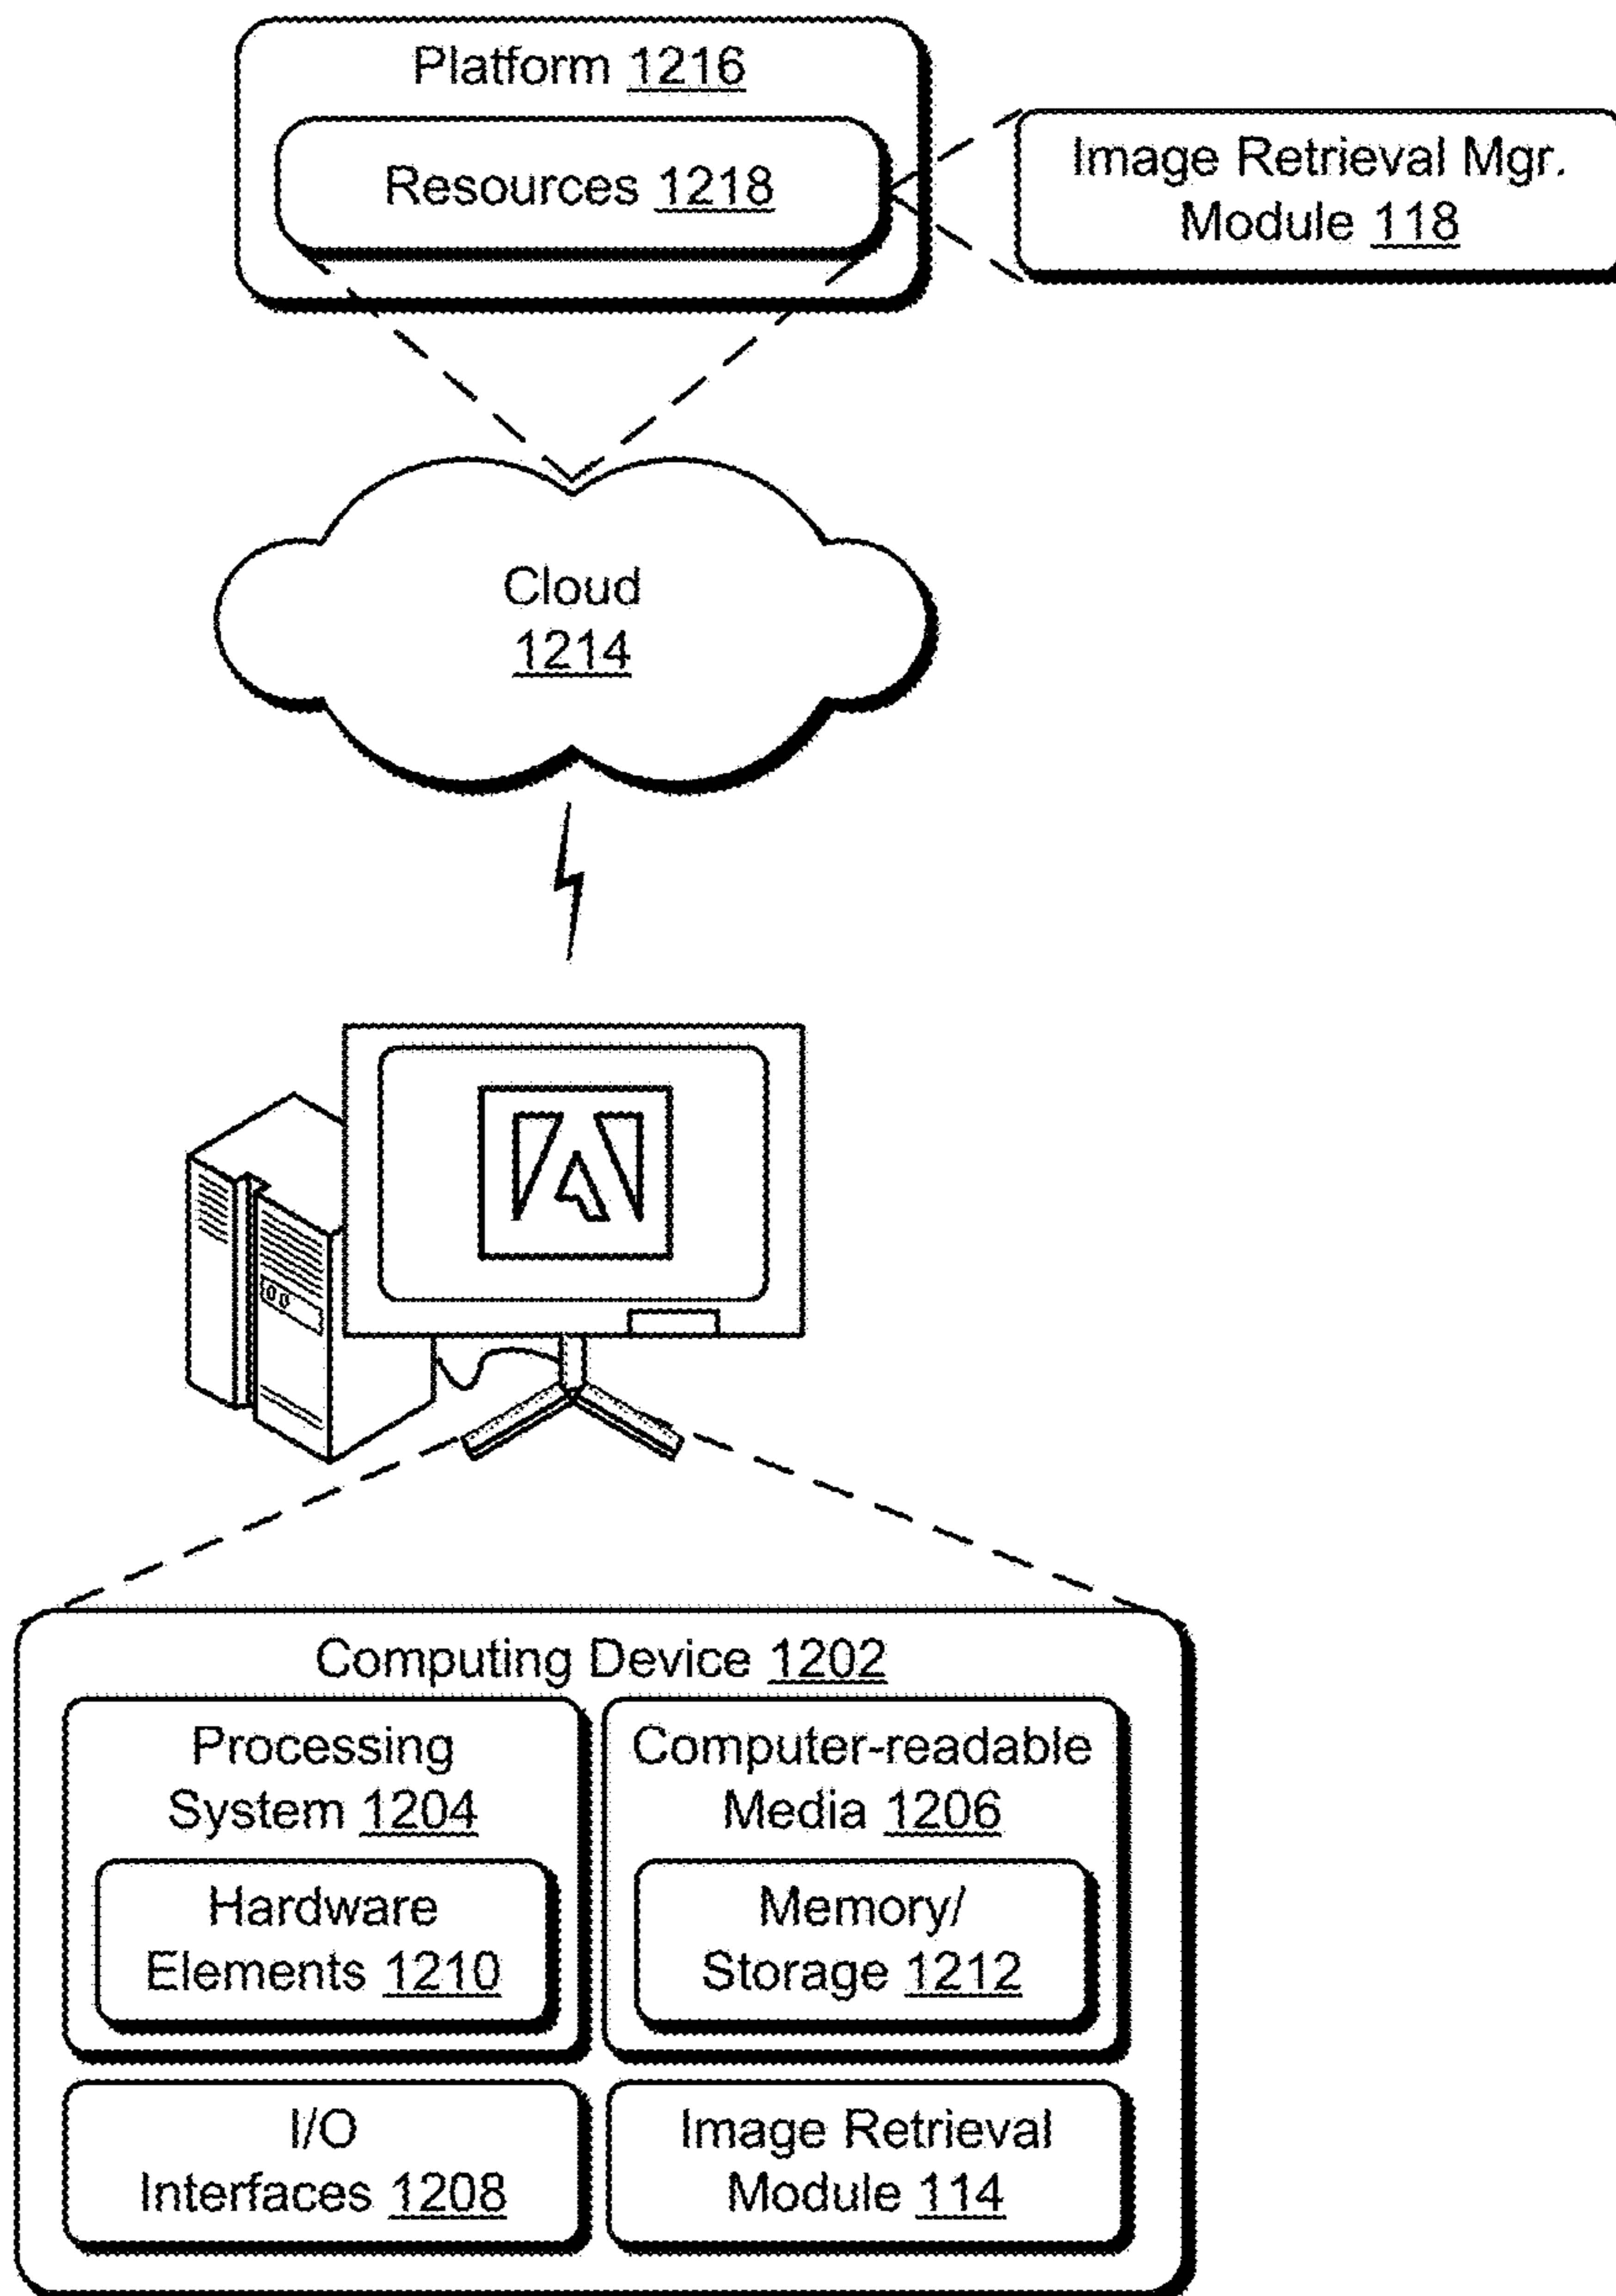 Platform 1216
Resources 1218
Image Retrieval Mgr.
Module 118
Cloud
1214
Computing Device 1202
Processing
System 1204
Hardware
Elements 1210
Computer-readable
Media 1206
Memory/
Storage 1212
I/O
Interfaces 1208
Image Retrieval
Module 114